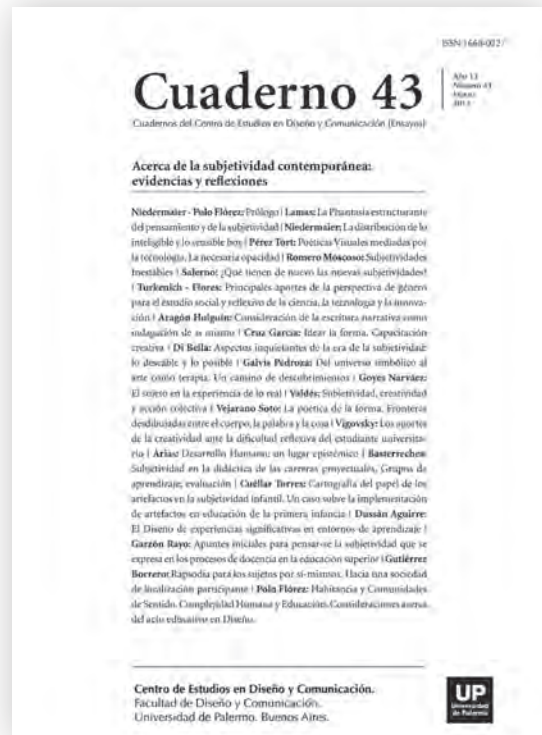 ISSN 1668-0227
Año 13
Número 43
2013
Cuaderno 43
Cuadernos del Centro de Estudios en Diseño y Comunicación [Ensayos]
Acerca de la subjetividad contemporánea:
evidencias y reflexiones
Niedermaier - Polo Flórez: Prólogo | Lamas: La Phantasia estructurante
del pensamiento y de la subjetividad | Niedermaier: La distribución de lo
inteligible y lo sensible hoy | Pérez Tort: Poéticas Visuales mediadas por
la tecnología. La necesaria opacidad | Romero Moscoso: Subjetividades
Inestables | Salerno: ¿Qué tienen de nuevo las nuevas subjetividades?
| Turkenich - Flores: Principales aportes de la perspectiva de género
para el estudio social y reflexivo de la ciencia, la tecnología y la innova-
ción | Aragón Holguín: Consideración de la escritura narrativa como
indagación de sí mismo | Cruz García: Idear la forma. Capacitación
creativa | Di Bella: Aspectos inquietantes de la era de la subjetividad:
lo deseable y lo posible | Galvis Pedroza: Del universo simbólico al
arte como terapia. Un camino de descubrimientos | Goyes Narváez:
El sujeto en la experiencia de lo real | Valdés: Subjetividad, creatividad
y acción colectiva | Vejarano Soto: La poética de la forma. Fronteras
desdibujadas entre el cuerpo, la palabra y la cosa | Vigovsky: Los aportes
de la creatividad ante la dificultad reflexiva del estudiante universita-
rio | Arias: Desarrollo Humano: un lugar epistémico | Basterrechea:
Subjetividad en la didáctica de las carreras proyectuales. Grupos de
aprendizaje; evaluación | Cuéllar Torres: Cartografía del papel de los
artefactos en la subjetividad infantil. Un caso sobre la implementación
de artefactos en educación de la primera infancia | Dussán Aguirre:
El Diseño de experiencias significativas en entornos de aprendizaje |
Garzón Rayo: Apuntes iniciales para pensar-se la subjetividad que se
expresa en los procesos de docencia en la educación superior | Gutiérrez
Borrero: Rapsodia para los sujetos por sí-mismos. Hacia una sociedad
de localización participante | Polo Flórez: Habitancia y Comunidades
de Sentido. Complejidad Humana y Educación. Consideraciones acerca
del acto educativo en Diseño.
Centro de Estudios en Diseño y Comunicación.
Facultad de Diseño y Comunicación.
Universidad de Palermo. Buenos Aires.
UP
Universidad
de Palermo